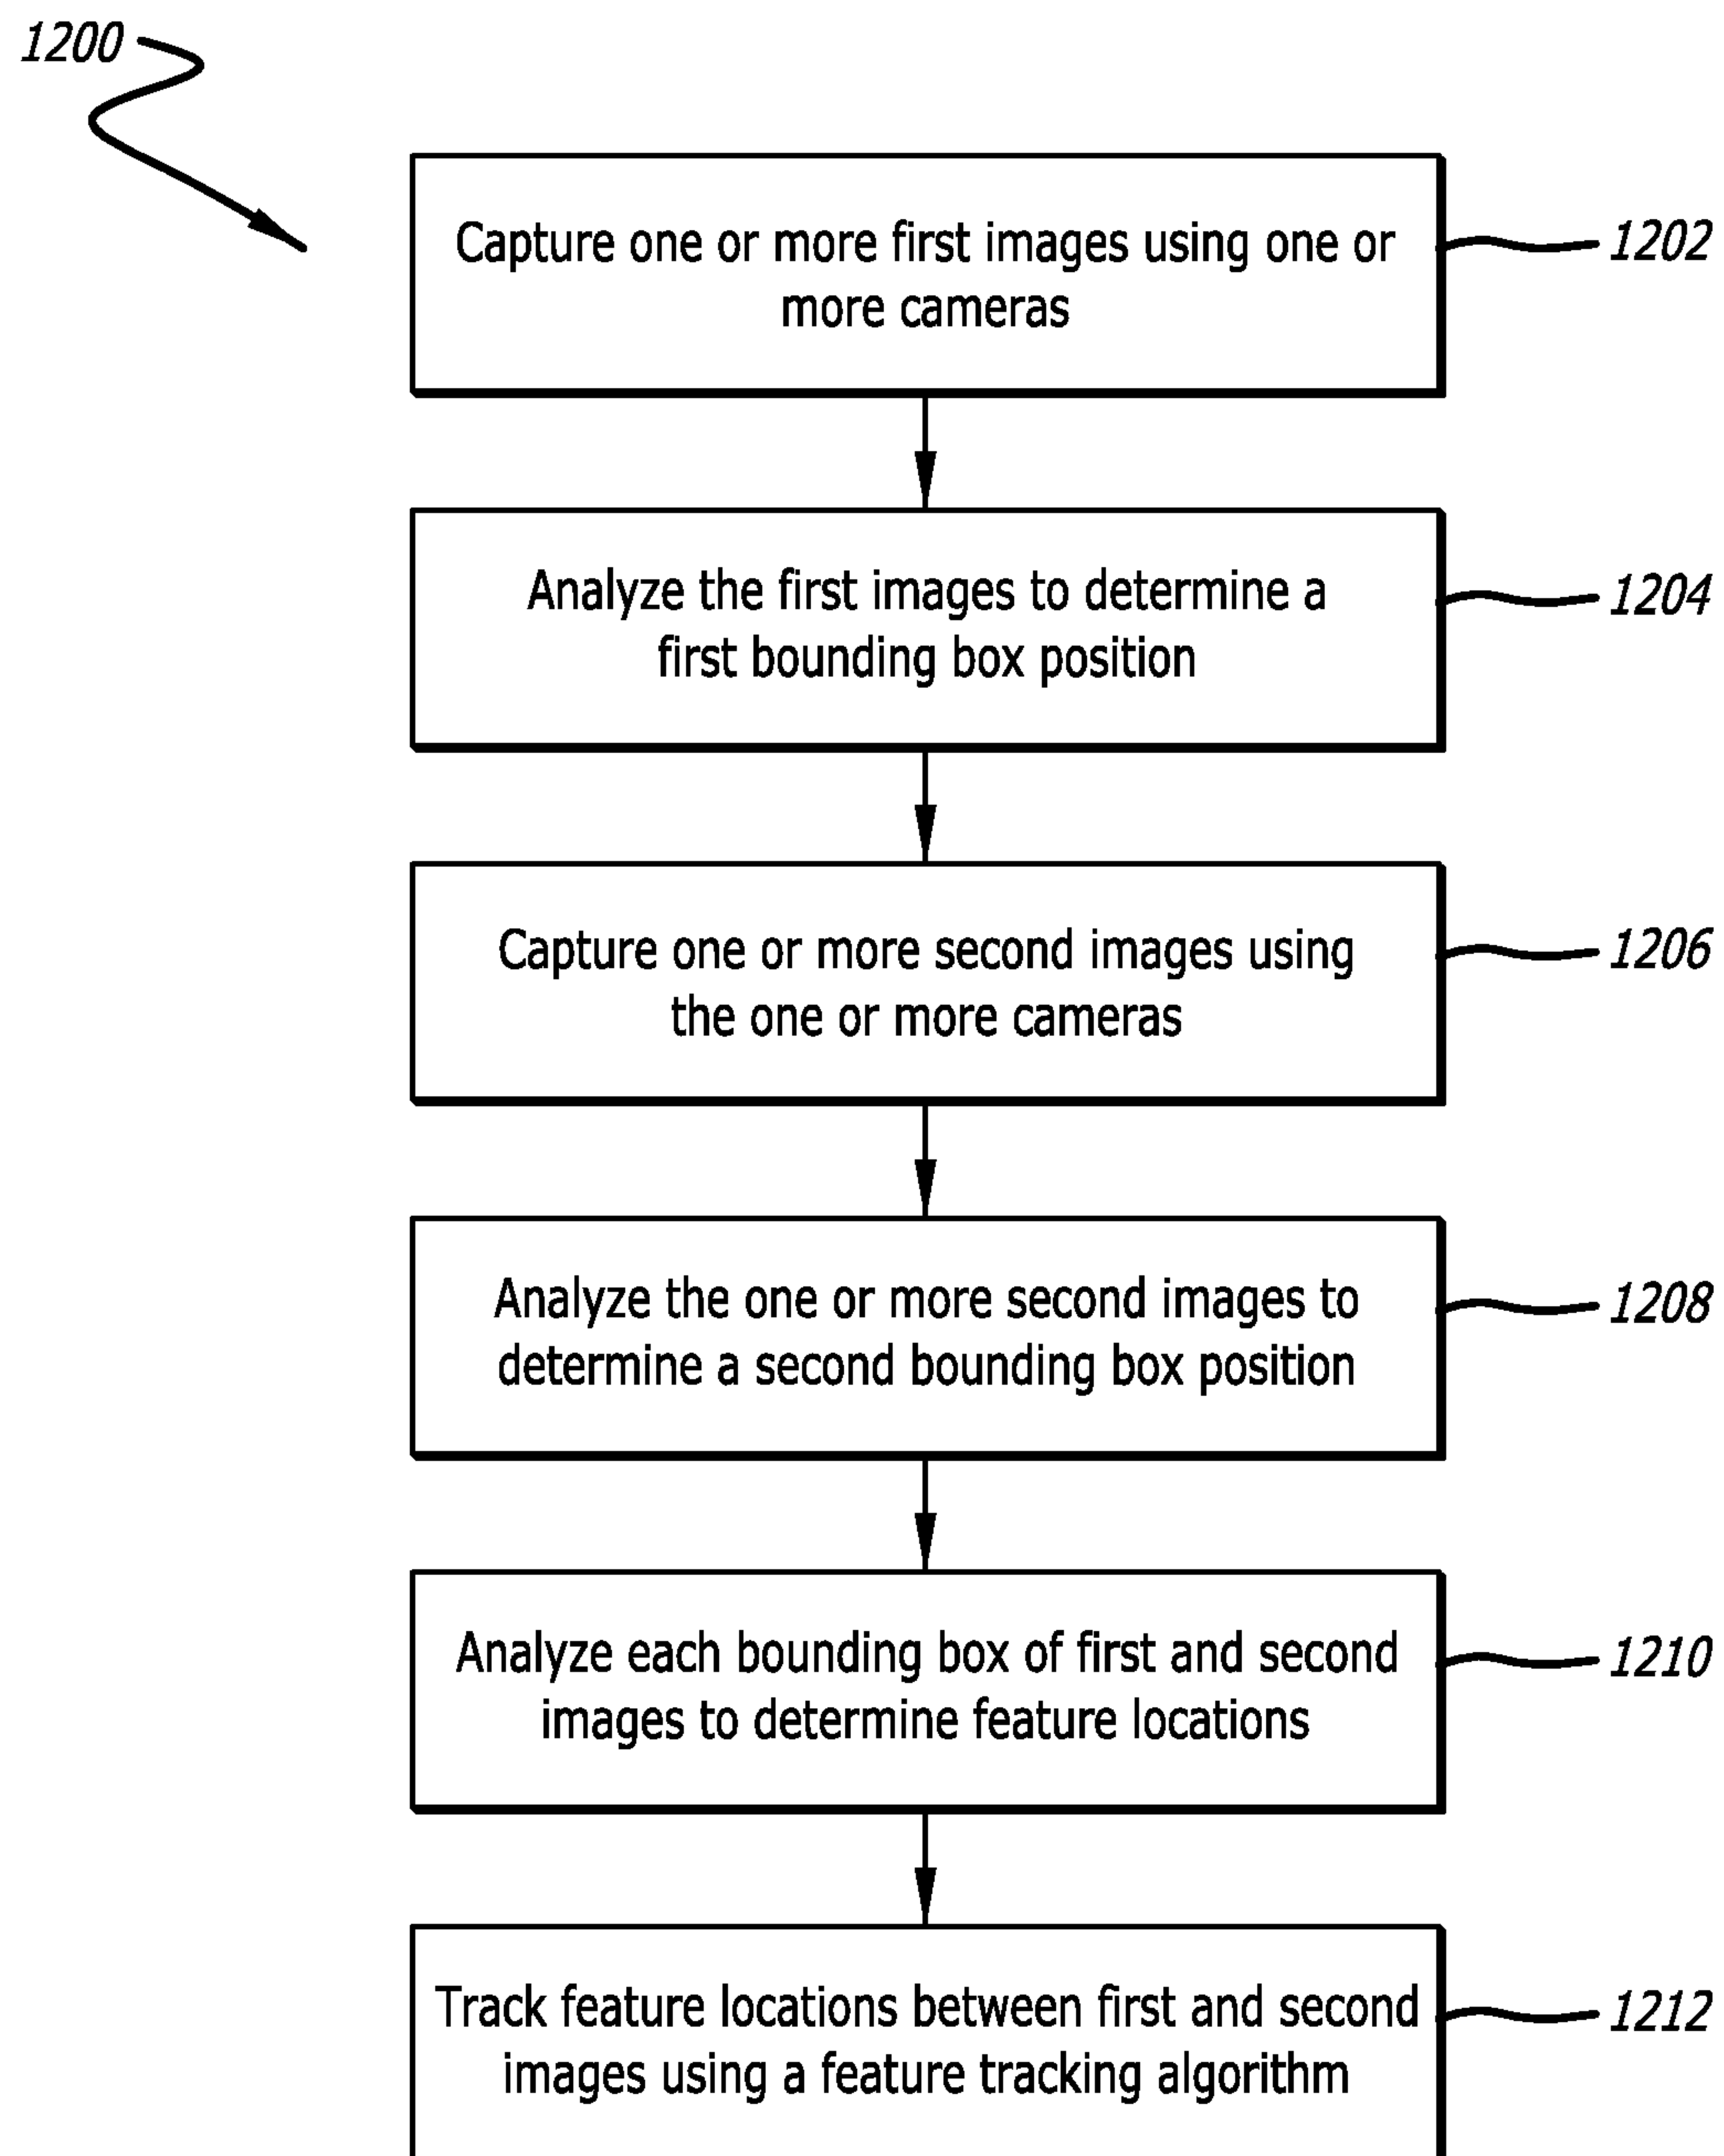 1200
Capture one or more first images using one or
more cameras
1202
Analyze the first images to determine a
first bounding box position
1204
Capture one or more second images using
the one or more cameras
1206
Analyze the one or more second images to
determine a second bounding box position
1208
Analyze each bounding box of first and second
images to determine feature locations
1210
Track feature locations between first and second
images using a feature tracking algorithm
1212